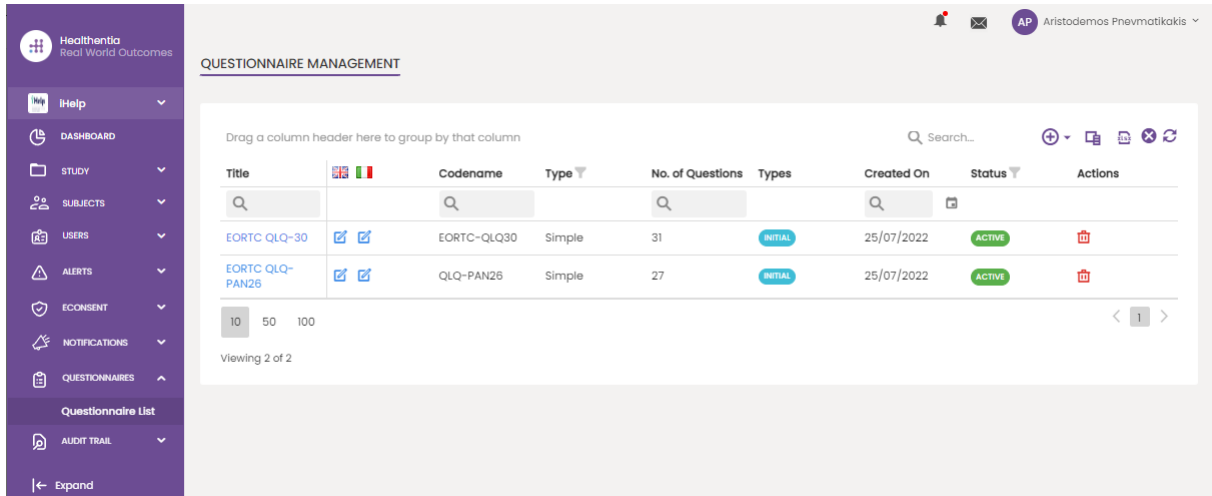 Healthentia
Real World Outcomes
AP Aristodemos Pnevmatikakis
QUESTIONNAIRE MANAGEMENT
iHelp iHelp
DASHBOARD
STUDY
SUBJECTS
USERS
ALERTS
ECONSENT
NOTIFICATIONS
QUESTIONNAIRES
Questionnaire List
AUDIT TRAIL
Expand
Drag a column header here to group by that column
Search...
Title Codename Type No. of Questions Types Created On Status Actions
EORTC QLQ-30 EORTC-QLQ30 Simple 31 INITIAL 25/07/2022 ACTIVE
EORTC QLQ-
PAN26 QLQ-PAN26 Simple 27 INITIAL 25/07/2022 ACTIVE
10 50 100
1
Viewing 2 of 2